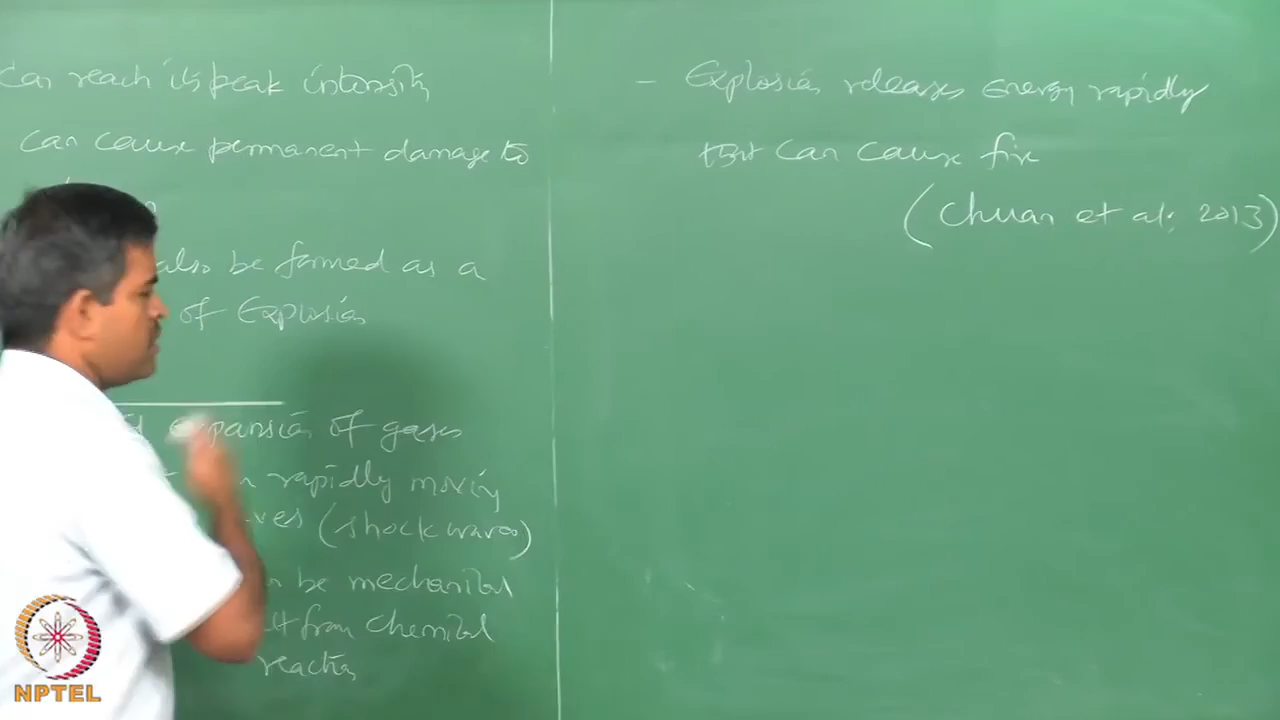 Can reach its peak intensity
can cause permanent damage to
also be formed as a
of Explosion
expansion of gases
rapidly moving
(shock waves)
be mechanical
from chemical
reaction
- Explosion releases energy rapidly
can cause fire
(Chuan et al; 2013)
NPTEL